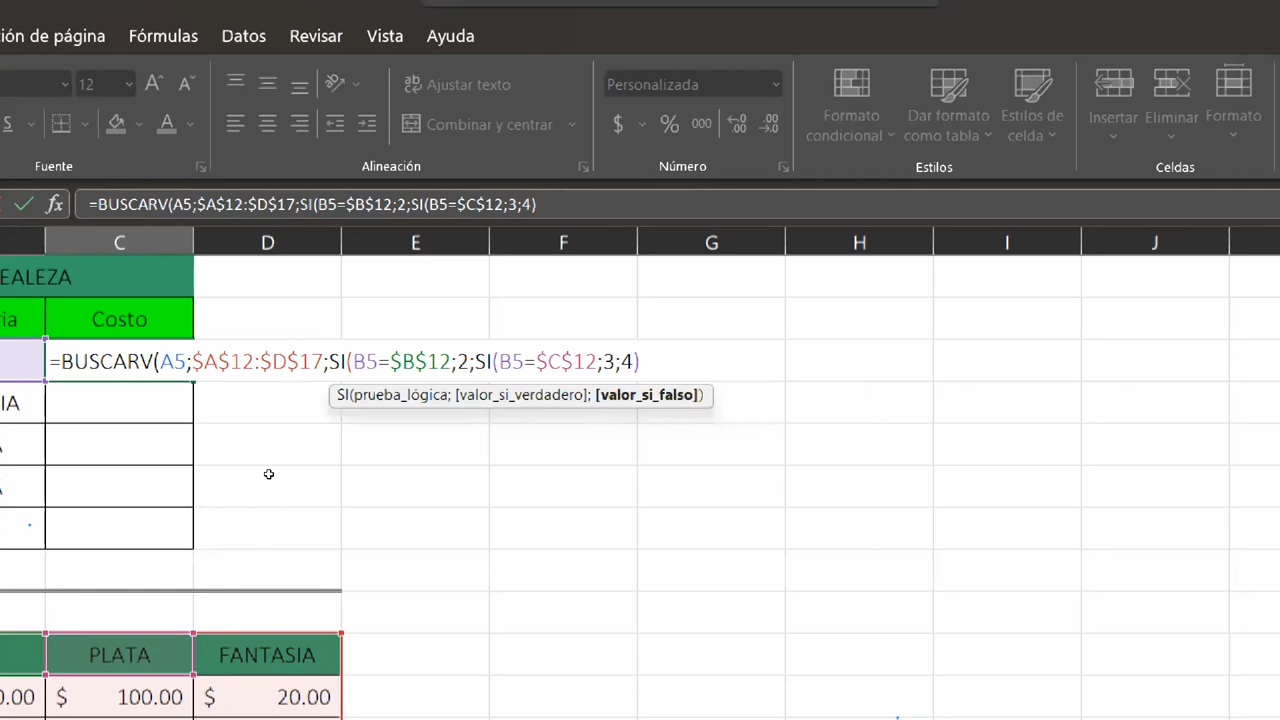 ción de página Fórmulas Datos Revisar Vista Ayuda
12 A A Ajustar texto Personalizada
S A Combinar y centrar $ % 000
Formato condicional Dar formato como tabla Estilos de celda Insertar Eliminar Formato
Fuente Alineación Número Estilos Celdas
fx =BUSCARV(A5;$A$12:$D$17;SI(B5=$B$12;2;SI(B5=$C$12;3;4)
C D E F G H I J
EALEZA
ria Costo
=BUSCARV(A5;$A$12:$D$17;SI(B5=$B$12;2;SI(B5=$C$12;3;4)
IA SI(prueba_lógica; [valor_si_verdadero]; [valor_si_falso])
A
A
PLATA FANTASIA
0.00 $ 100.00 $ 20.00